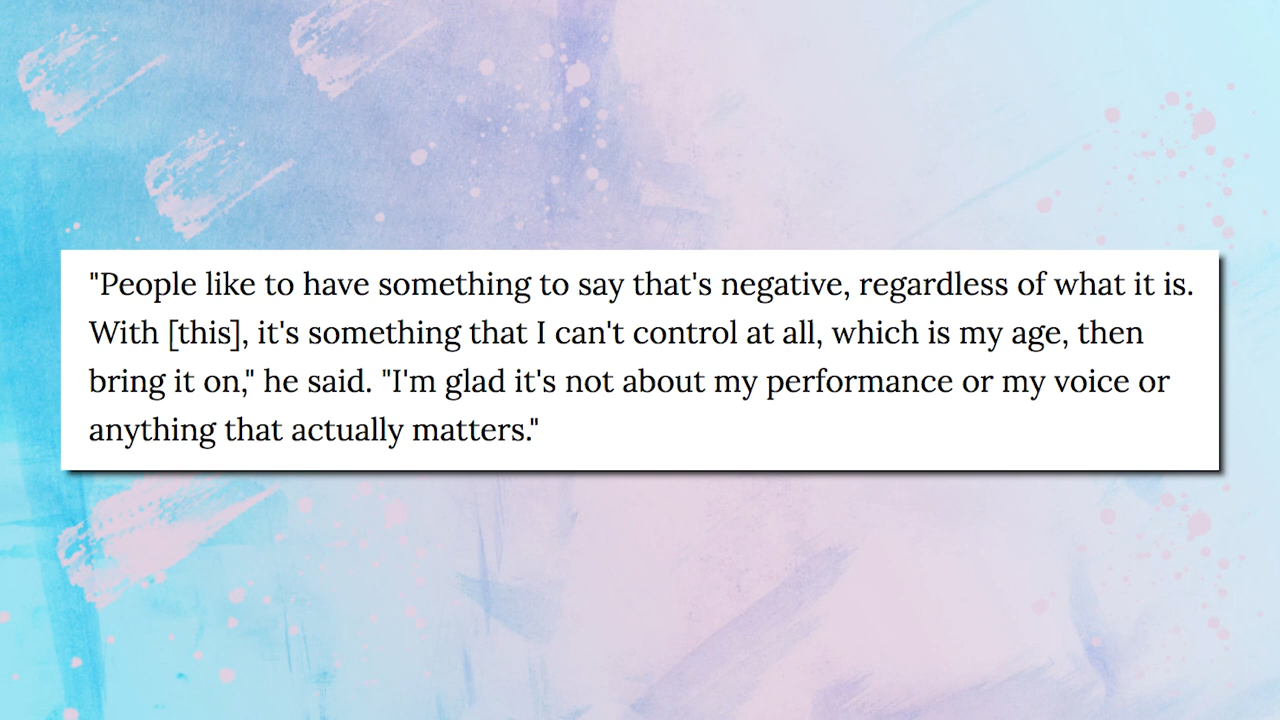 "People like to have something to say that's negative, regardless of what it is.
With [this], it's something that I can't control at all, which is my age, then
bring it on," he said. "I'm glad it's not about my performance or my voice or
anything that actually matters."